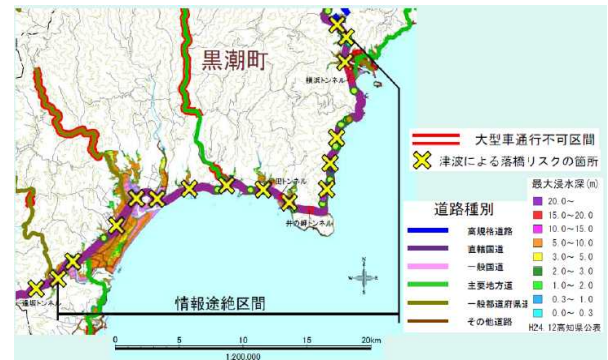 黒潮町
横浜トンネル
井の岬トンネル
逢坂トンネル
情報途絶区間
0 5 10 20km
1:200,000
大型車通行不可区間
津波による落橋リスクの箇所
道路種別
高規格道路
直轄国道
一般国道
主要地方道
一般都道府県道
その他道路
最大浸水深(m)
20.0~
15.0~20.0
10.0~15.0
5.0~10.0
3.0~5.0
2.0~3.0
1.0~2.0
0.3~1.0
0.0~0.3
H24.12高知県公表